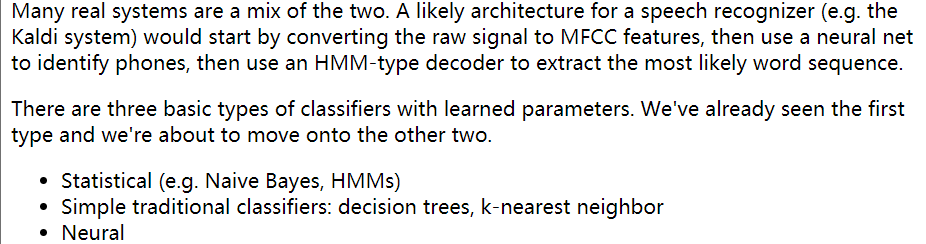 Many real systems are a mix of the two. A likely architecture for a speech recognizer (e.g. the
Kaldi system) would start by converting the raw signal to MFCC features, then use a neural net
to identify phones, then use an HMM-type decoder to extract the most likely word sequence.
There are three basic types of classifiers with learned parameters. We've already seen the first
type and we're about to move onto the other two.
• Statistical (e.g. Naive Bayes, HMMs)
• Simple traditional classifiers: decision trees, k-nearest neighbor
• Neural